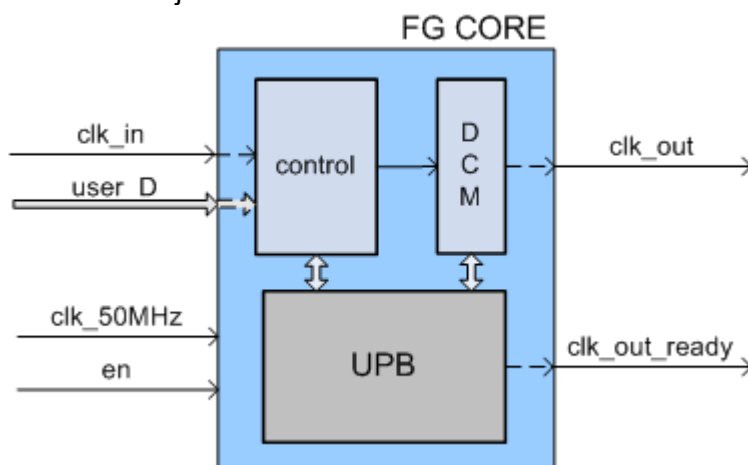 FG CORE
clk_in
user_D
control
D
C
M
clk_out
clk_50MHz
en
UPB
clk_out_ready